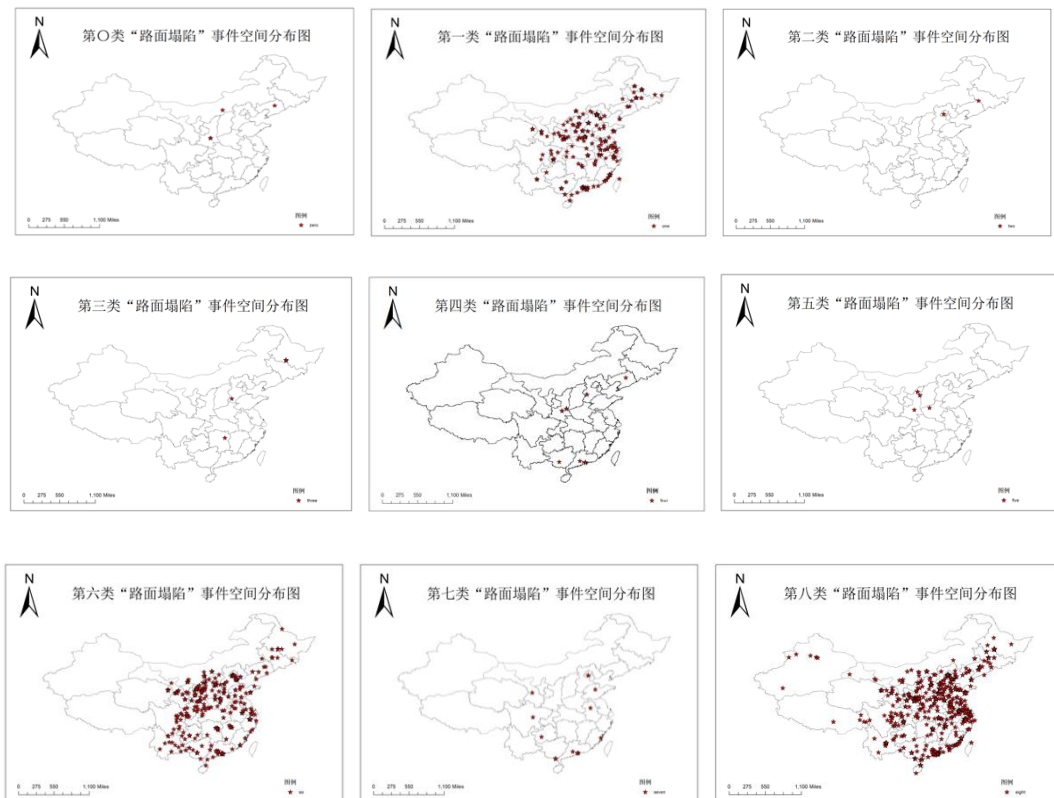 N
第〇类“路面塌陷”事件空间分布图
0 275 550 1,100 Miles
图例
zero
N
第一类“路面塌陷”事件空间分布图
0 275 550 1,100 Miles
图例
one
N
第二类“路面塌陷”事件空间分布图
0 275 550 1,100 Miles
图例
two
N
第三类“路面塌陷”事件空间分布图
0 275 550 1,100 Miles
图例
three
N
第四类“路面塌陷”事件空间分布图
0 275 550 1,100 Miles
图例
four
N
第五类“路面塌陷”事件空间分布图
0 275 550 1,100 Miles
图例
five
N
第六类“路面塌陷”事件空间分布图
0 275 550 1,100 Miles
图例
six
N
第七类“路面塌陷”事件空间分布图
0 275 550 1,100 Miles
图例
seven
N
第八类“路面塌陷”事件空间分布图
0 275 550 1,100 Miles
图例
eight